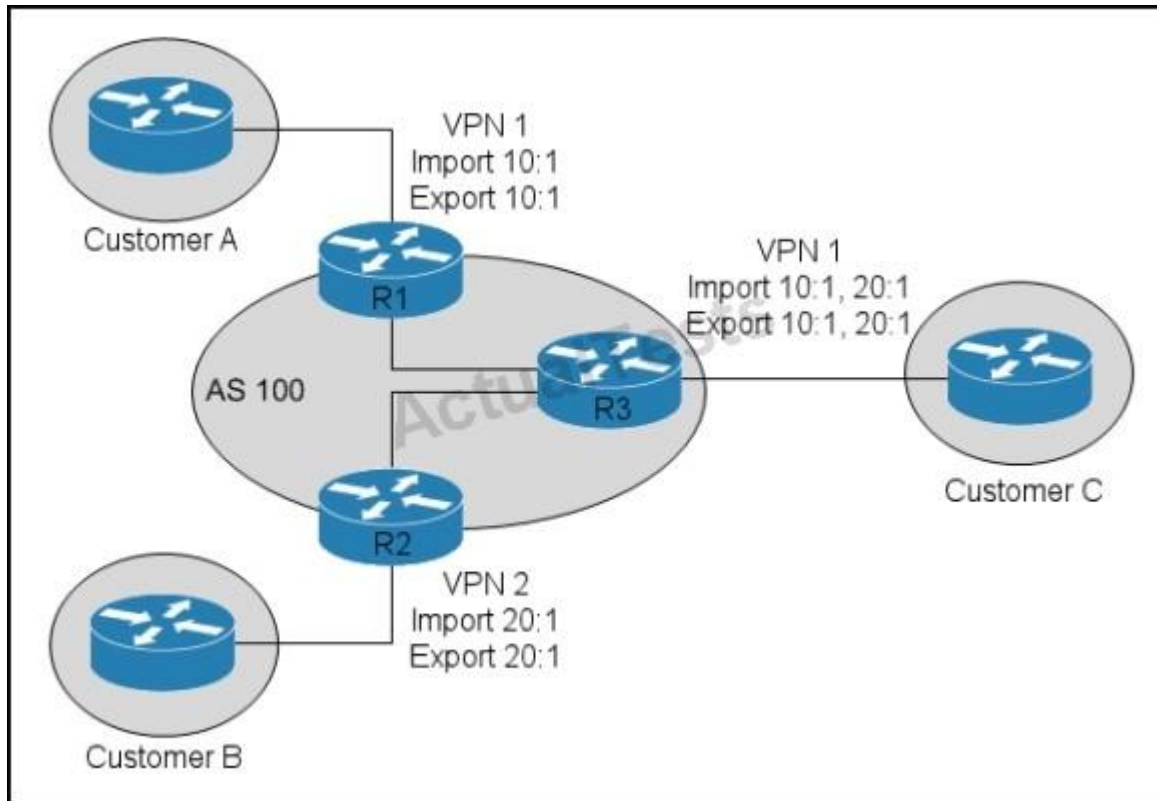 VPN 1
Import 10:1
Export 10:1
Customer A
R1
VPN 1
Import 10:1, 20:1
Export 10:1, 20:1
AS 100
R3
ActualTests
Customer C
R2
VPN 2
Import 20:1
Export 20:1
Customer B